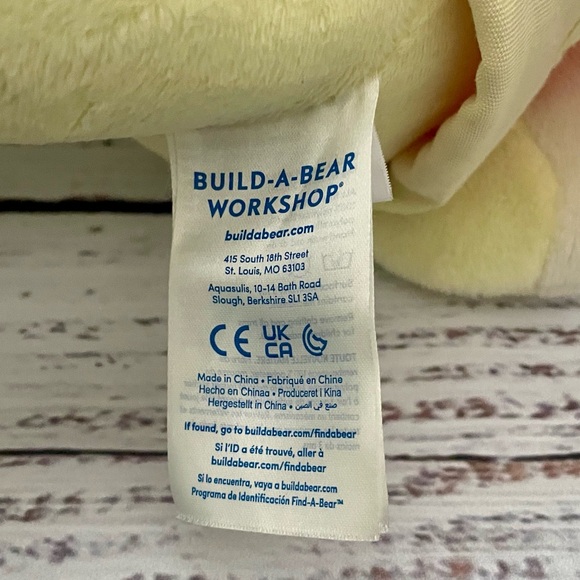 BUILD-A-BEAR
WORKSHOP®
buildabear.com
415 South 18th Street
St. Louis, MO 63103
Aquasulis, 10-14 Bath Road
Slough, Berkshire SL1 3SA
CE UK
CA
Made in China • Fabriqué en Chine
Hecho en Chinaa • Produceret i Kina
Hergestellt in China • صنع في الصين
If found, go to buildabear.com/findabear
Si l'ID a été trouvé, aller à
buildabear.com/findabear
Si lo encuentra, vaya a buildabear.com
Programa de Identificación Find-A-Bear™